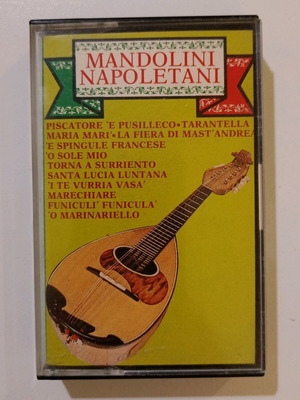 MANDOLINI
NAPOLETANI
PISCATORE 'E PUSILLECO•TARANTELLA
MARIA MARI'•LA FIERA DI MAST'ANDRE'
'E SPINGULE FRANCESE
'O SOLE MIO
TORNA A SURRIENTO
SANTA LUCIA LUNTANA
'I TE VURRIA VASA'
MARECHIARE
FUNICULI' FUNICULA'
'O MARINARIELLO